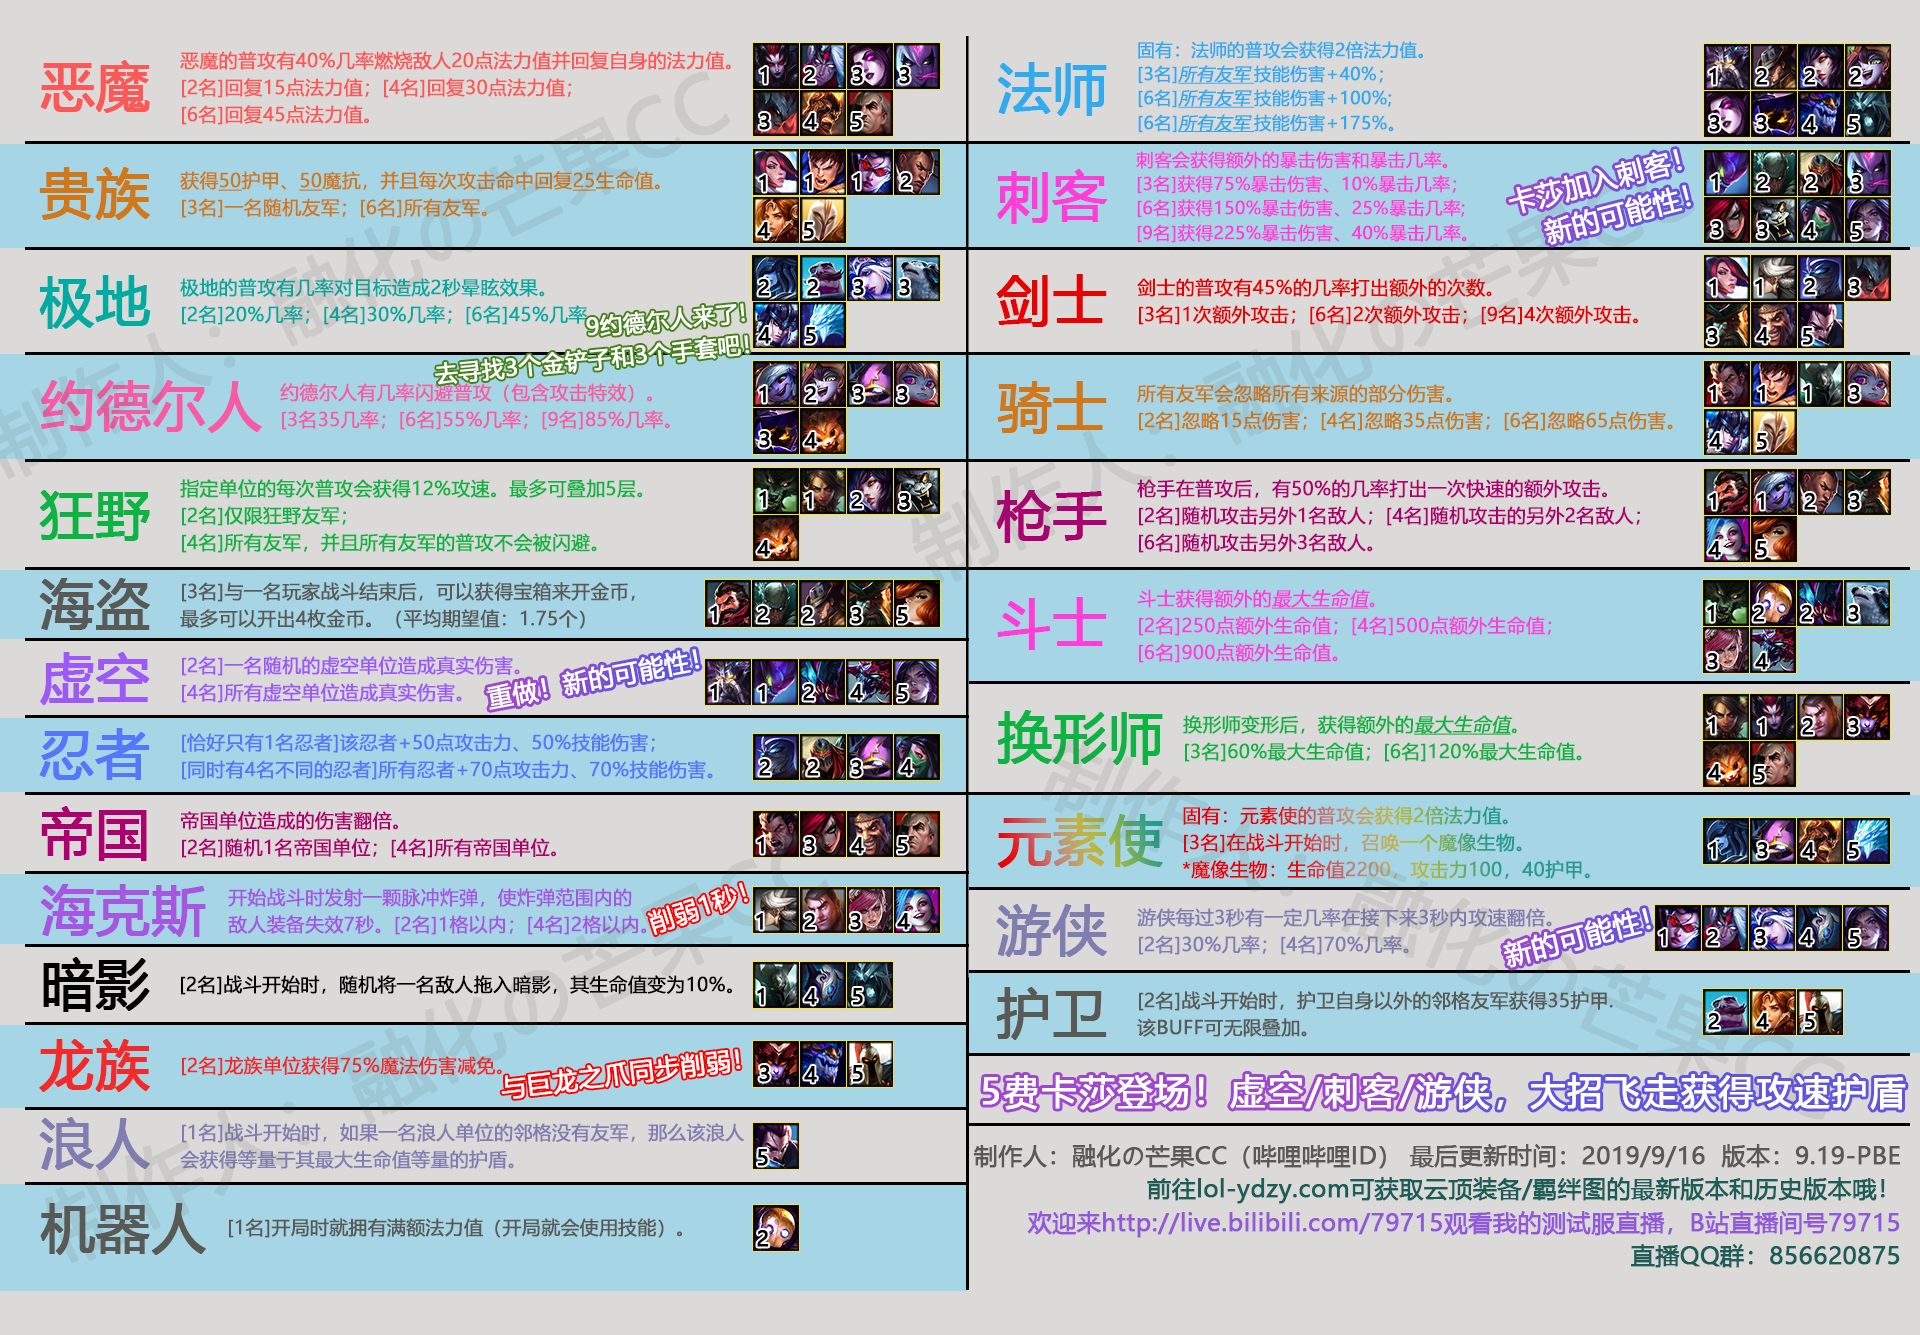 恶魔
恶魔的普攻有40%几率燃烧敌人20点法力值并回复自身的法力值。
[2名]回复15点法力值；[4名]回复30点法力值；
[6名]回复45点法力值。
1 2 3 3
3 4 5
贵族
获得50护甲、50魔抗，并且每次攻击命中回复25生命值。
[3名]一名随机友军；[6名]所有友军。
1 1 1 2
4 5
极地
极地的普攻有几率对目标造成2秒晕眩效果。
[2名]20%几率；[4名]30%几率；[6名]45%几率
2 2 3 3
4 5
9约德尔人来了！
去寻找3个金铲子和3个手套吧！
约德尔人
约德尔人有几率闪避普攻（包含攻击特效）。
[3名35几率；[6名]55%几率；[9名]85%几率。
1 2 3 3
3 4
狂野
指定单位的每次普攻会获得12%攻速。最多可叠加5层。
[2名]仅限狂野友军；
[4名]所有友军，并且所有友军的普攻不会被闪避。
1 1 2 3
4
海盗
[3名]与一名玩家战斗结束后，可以获得宝箱来开金币，
最多可以开出4枚金币。（平均期望值：1.75个）
1 2 2 3 5
虚空
[2名]一名随机的虚空单位造成真实伤害。
[4名]所有虚空单位造成真实伤害。
重做！新的可能性！
1 1 2 4 5
忍者
[恰好只有1名忍者]该忍者+50点攻击力、50%技能伤害；
[同时有4名不同的忍者]所有忍者+70点攻击力、70%技能伤害。
2 2 3 4
帝国
帝国单位造成的伤害翻倍。
[2名]随机1名帝国单位；[4名]所有帝国单位。
1 3 4 5
海克斯
开始战斗时发射一颗脉冲炸弹，使炸弹范围内的
敌人装备失效7秒。[2名]1格以内；[4名]2格以内。
削弱1秒！
1 2 3 4
暗影
[2名]战斗开始时，随机将一名敌人拖入暗影，其生命值变为10%。
1 4 5
龙族
[2名]龙族单位获得75%魔法伤害减免。
与巨龙之爪同步削弱！
3 4 5
浪人
[1名]战斗开始时，如果一名浪人单位的邻格没有友军，那么该浪人
会获得等量于其最大生命值等量的护盾。
5
机器人
[1名]开局时就拥有满额法力值（开局就会使用技能）。
2
法师
固有：法师的普攻会获得2倍法力值。
[3名]所有友军技能伤害+40%；
[6名]所有友军技能伤害+100%;
[6名]所有友军技能伤害+175%。
1 2 2 2
3 3 4 5
刺客
刺客会获得额外的暴击伤害和暴击几率。
[3名]获得75%暴击伤害、10%暴击几率；
[6名]获得150%暴击伤害、25%暴击几率;
[9名]获得225%暴击伤害、40%暴击几率。
卡莎加入刺客！
新的可能性！
1 2 2 3
3 3 4 5
剑士
剑士的普攻有45%的几率打出额外的次数。
[3名]1次额外攻击；[6名]2次额外攻击；[9名]4次额外攻击。
1 1 2 3
3 4 5
骑士
所有友军会忽略所有来源的部分伤害。
[2名]忽略15点伤害；[4名]忽略35点伤害；[6名]忽略65点伤害。
1 1 1 3
4 5
枪手
枪手在普攻后，有50%的几率打出一次快速的额外攻击。
[2名]随机攻击另外1名敌人；[4名]随机攻击的另外2名敌人；
[6名]随机攻击另外3名敌人。
1 1 2 3
4 5
斗士
斗士获得额外的最大生命值。
[2名]250点额外生命值；[4名]500点额外生命值；
[6名]900点额外生命值。
1 2 2 3
3 4
换形师
换形师变形后，获得额外的最大生命值。
[3名]60%最大生命值；[6名]120%最大生命值。
1 1 2 3
4 5
元素使
固有：元素使的普攻会获得2倍法力值。
[3名]在战斗开始时，召唤一个魔像生物。
*魔像生物：生命值2200，攻击力100，40护甲。
1 3 4 5
游侠
游侠每过3秒有一定几率在接下来3秒内攻速翻倍。
[2名]30%几率；[4名]70%几率。
新的可能性！
1 2 3 4 5
护卫
[2名]战斗开始时，护卫自身以外的邻格友军获得35护甲.
该BUFF可无限叠加。
2 4 5
5费卡莎登场！虚空/刺客/游侠，大招飞走获得攻速护盾
制作人：融化の芒果CC（哔哩哔哩ID） 最后更新时间：2019/9/16 版本：9.19-PBE
前往lol-ydzy.com可获取云顶装备/羁绊图的最新版本和历史版本哦！
欢迎来http://live.bilibili.com/79715观看我的测试服直播，B站直播间号79715
直播QQ群：856620875
制作人：融化の芒果CC
制作人：融化の芒果CC
制作人：融化の芒果CC
制作人：融化の芒果CC